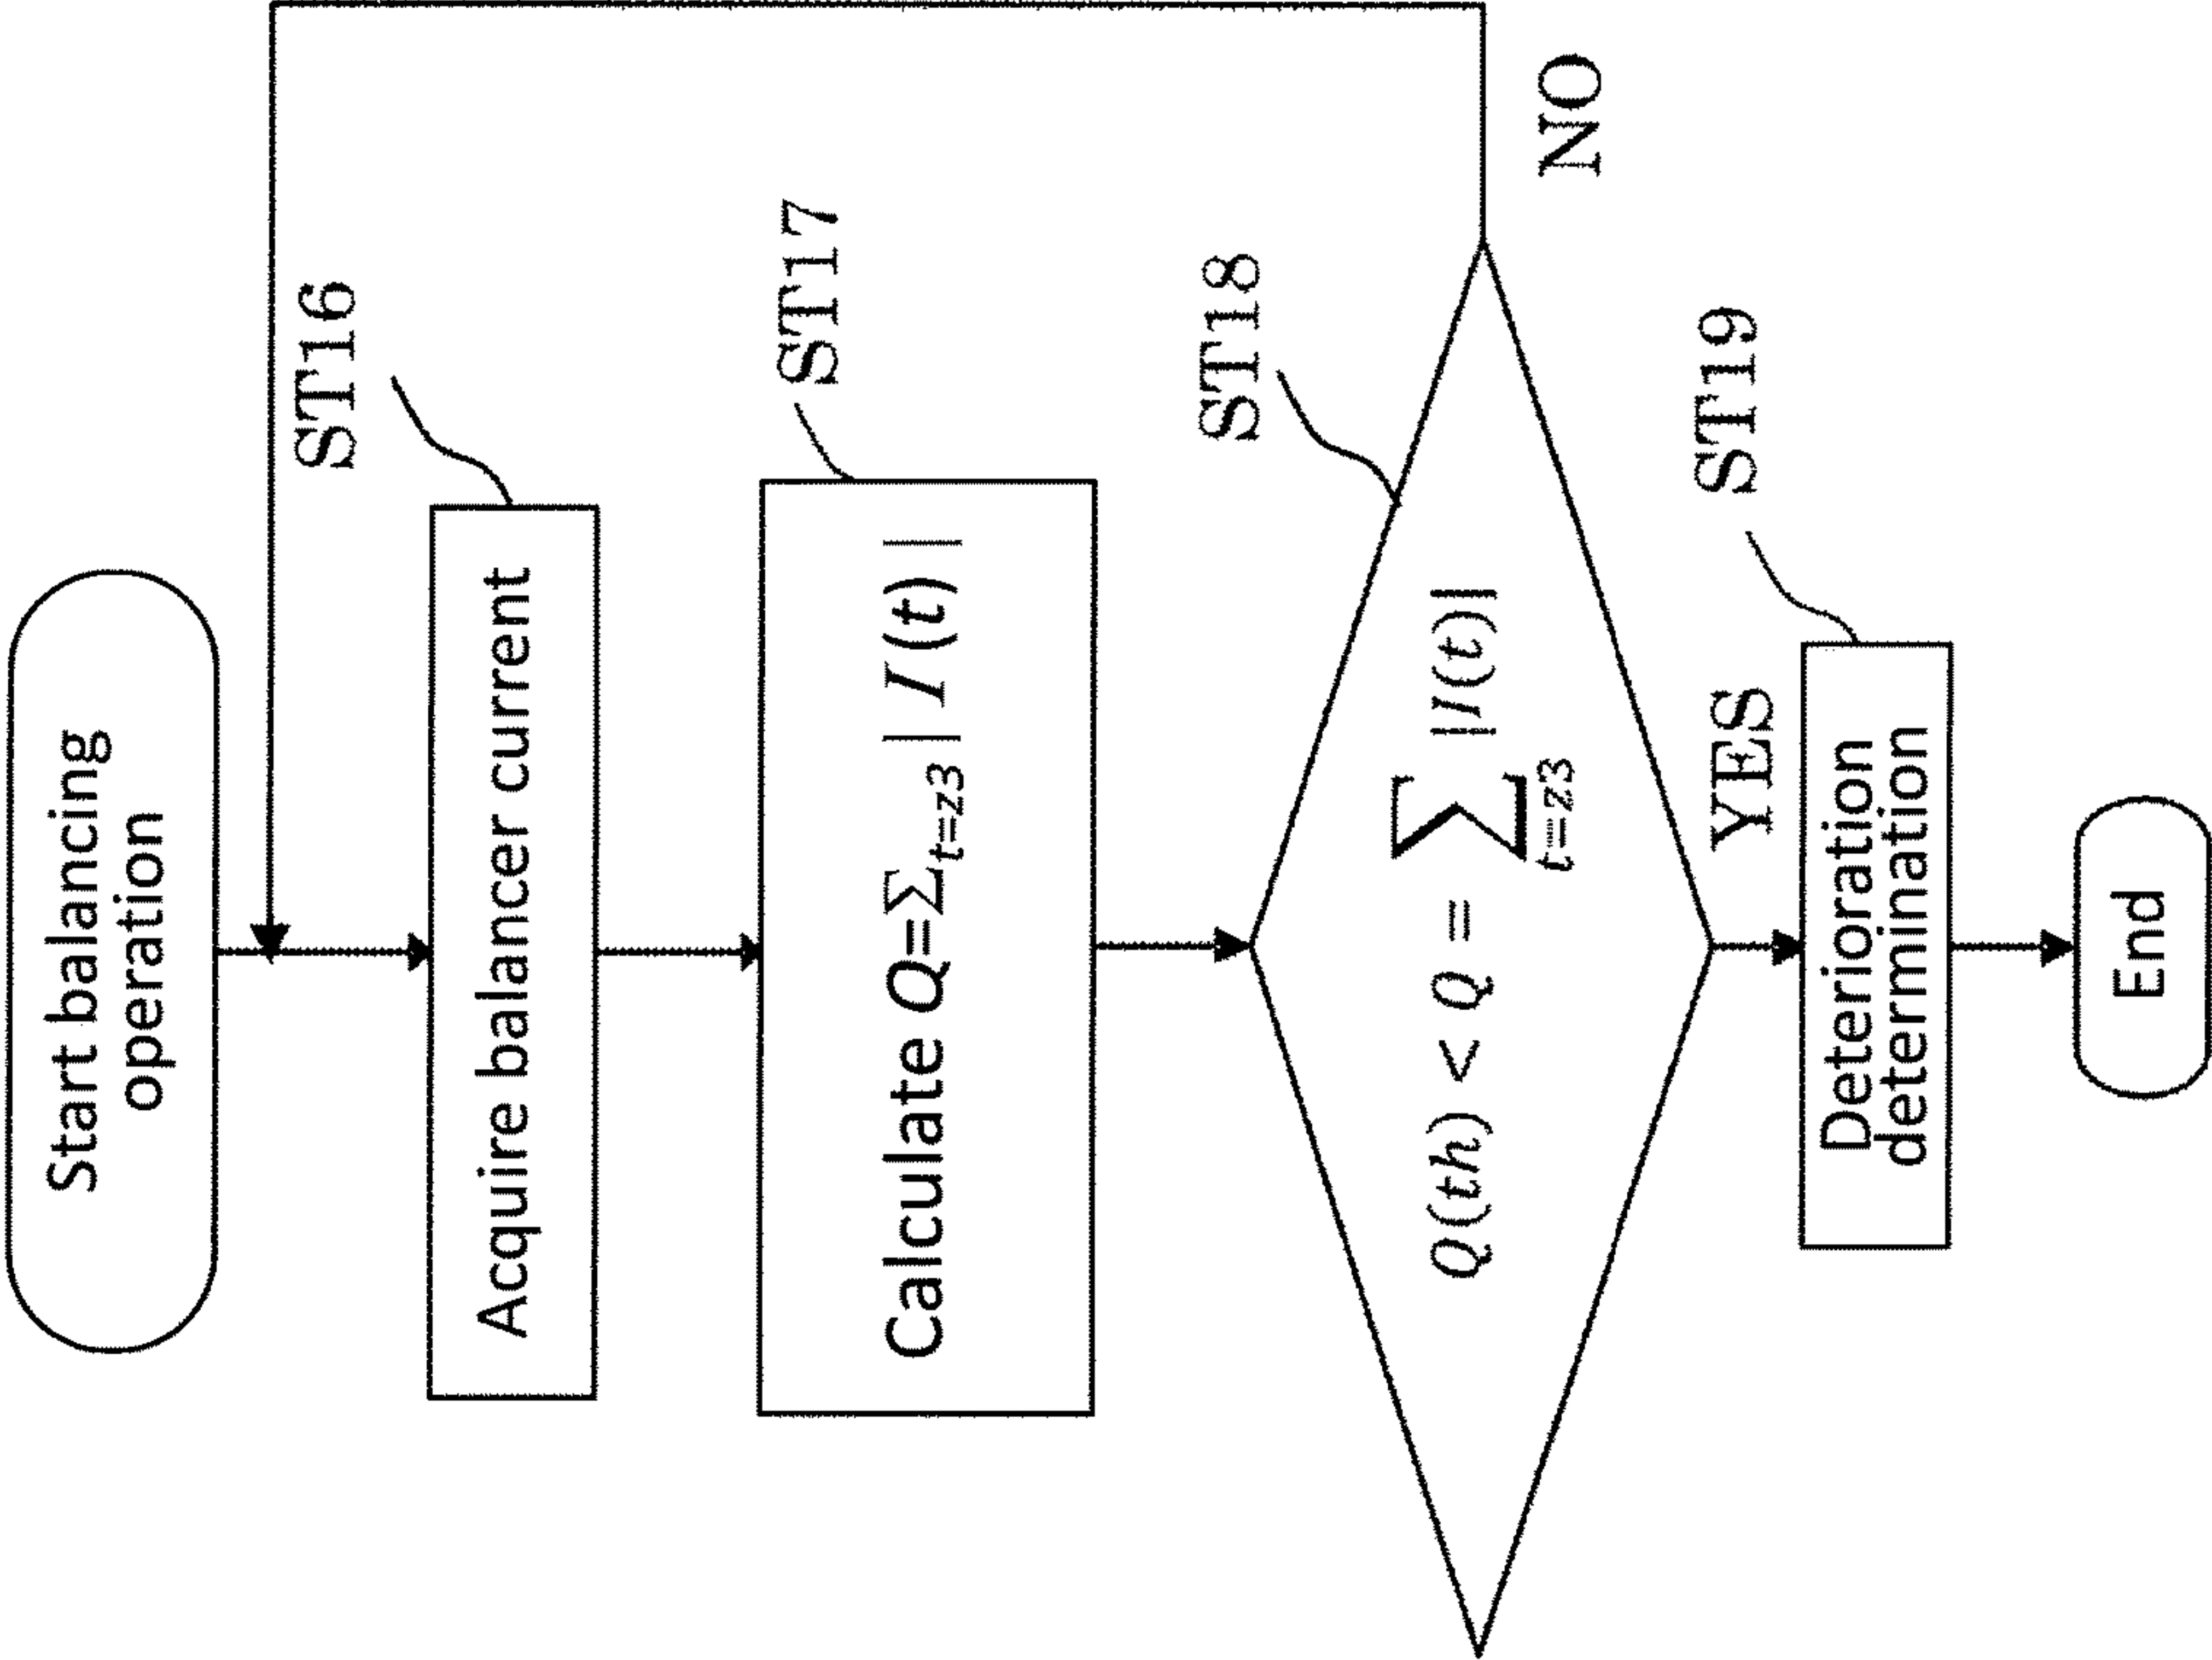 Start balancing
operation
ST16
Acquire balancer current
ST17
Calculate Q=∑t=z3|I(t)|
ST18
Q(th) < Q = ∑ |I(t)|
t=z3
NO
YES
ST19
Deterioration
determination
End